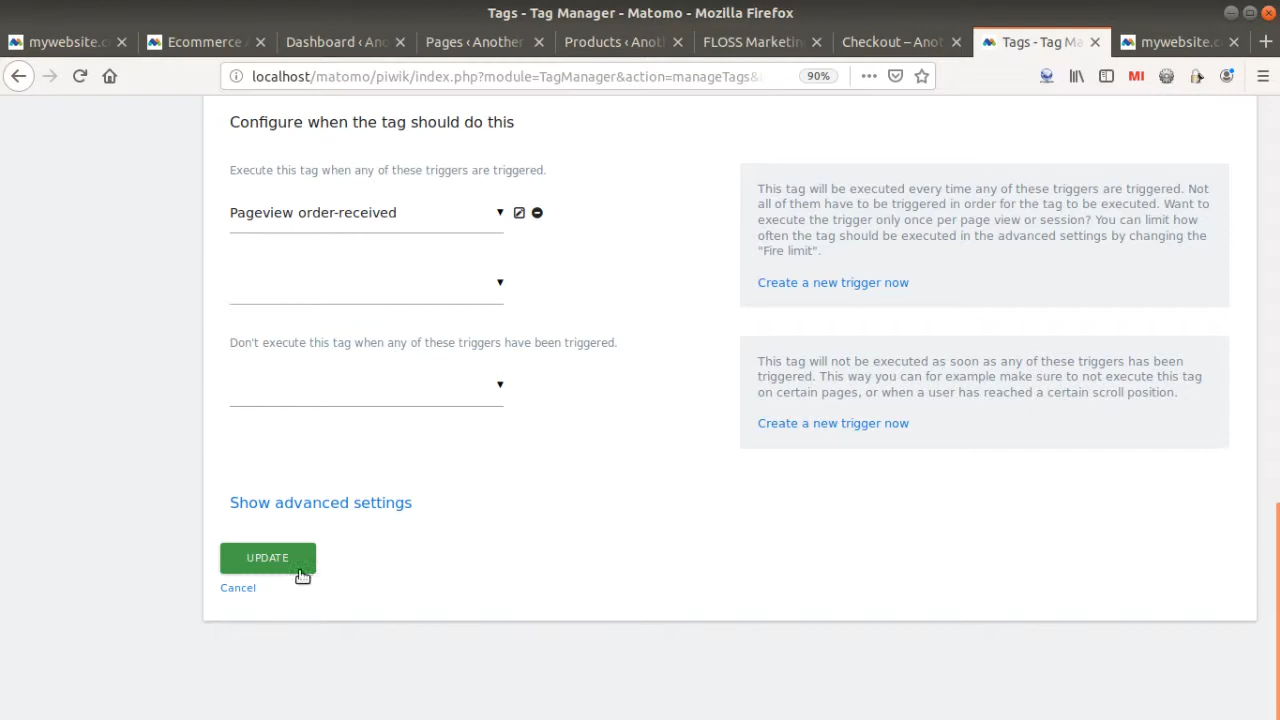 Tags - Tag Manager - Matomo - Mozilla Firefox
mywebsite.c
Ecommerce A
Dashboard ‹ Ano
Pages ‹ Another
Products ‹ Anot
FLOSS Marketin
Checkout – Anot
Tags - Tag Ma
mywebsite.c
localhost/matomo/piwik/index.php?module=TagManager&action=manageTags&
90%
MI
Configure when the tag should do this
Execute this tag when any of these triggers are triggered.
Pageview order-received
This tag will be executed every time any of these triggers are triggered. Not
all of them have to be triggered in order for the tag to be executed. Want to
execute the trigger only once per page view or session? You can limit how
often the tag should be executed in the advanced settings by changing the
"Fire limit".
Create a new trigger now
Don't execute this tag when any of these triggers have been triggered.
This tag will not be executed as soon as any of these triggers has been
triggered. This way you can for example make sure to not execute this tag
on certain pages, or when a user has reached a certain scroll position.
Create a new trigger now
Show advanced settings
UPDATE
Cancel